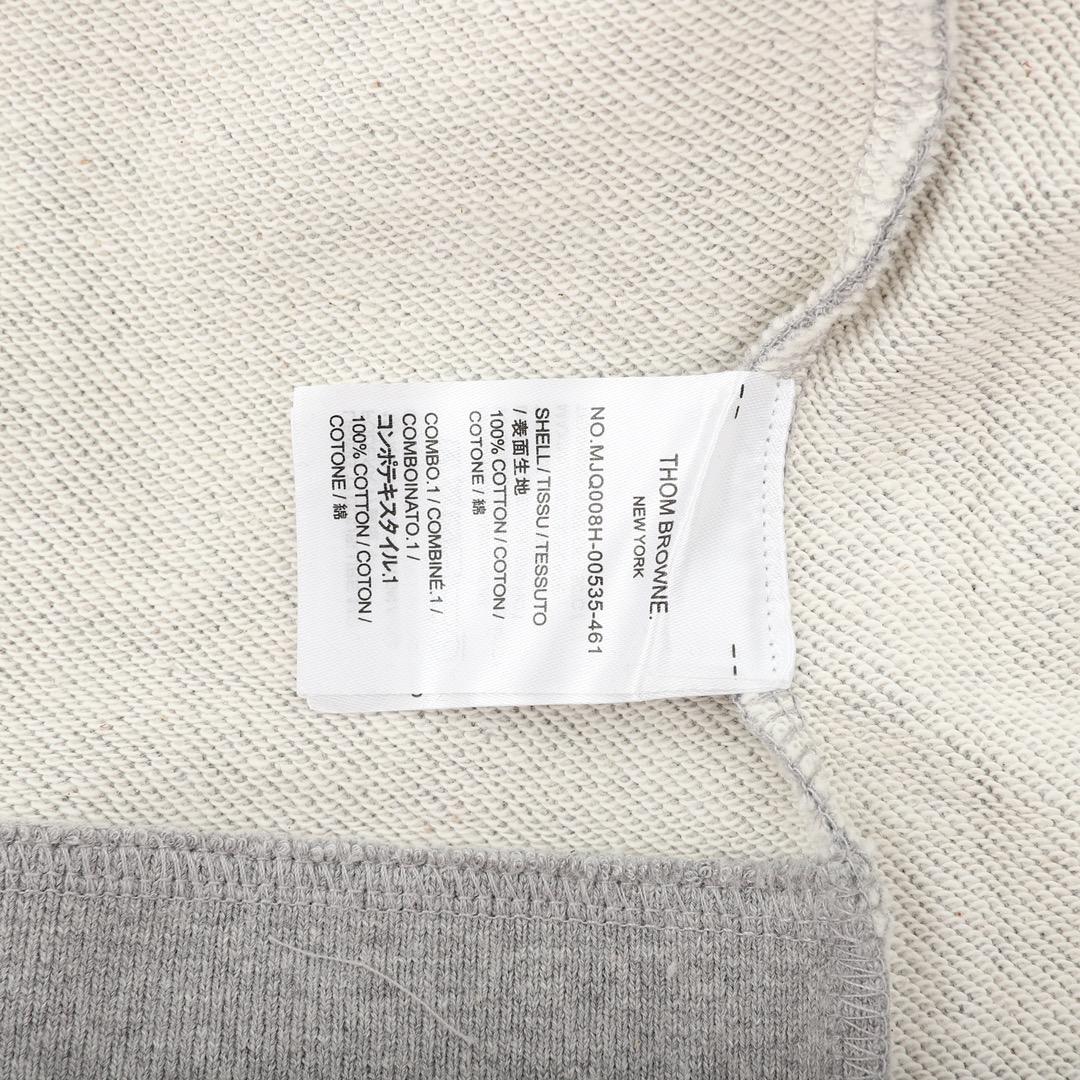 THOM BROWNE.
NEW YORK
NO.MJQ008H-00535-461
SHELL / TISSU / TESSUTO
/ 表面生地
100% COTTON / COTON /
COTONE / 綿
COMBO.1 / COMBINÉ.1 /
COMBOINATO.1 /
コンポテキスタイル.1
100% COTTON / COTON /
COTONE / 綿